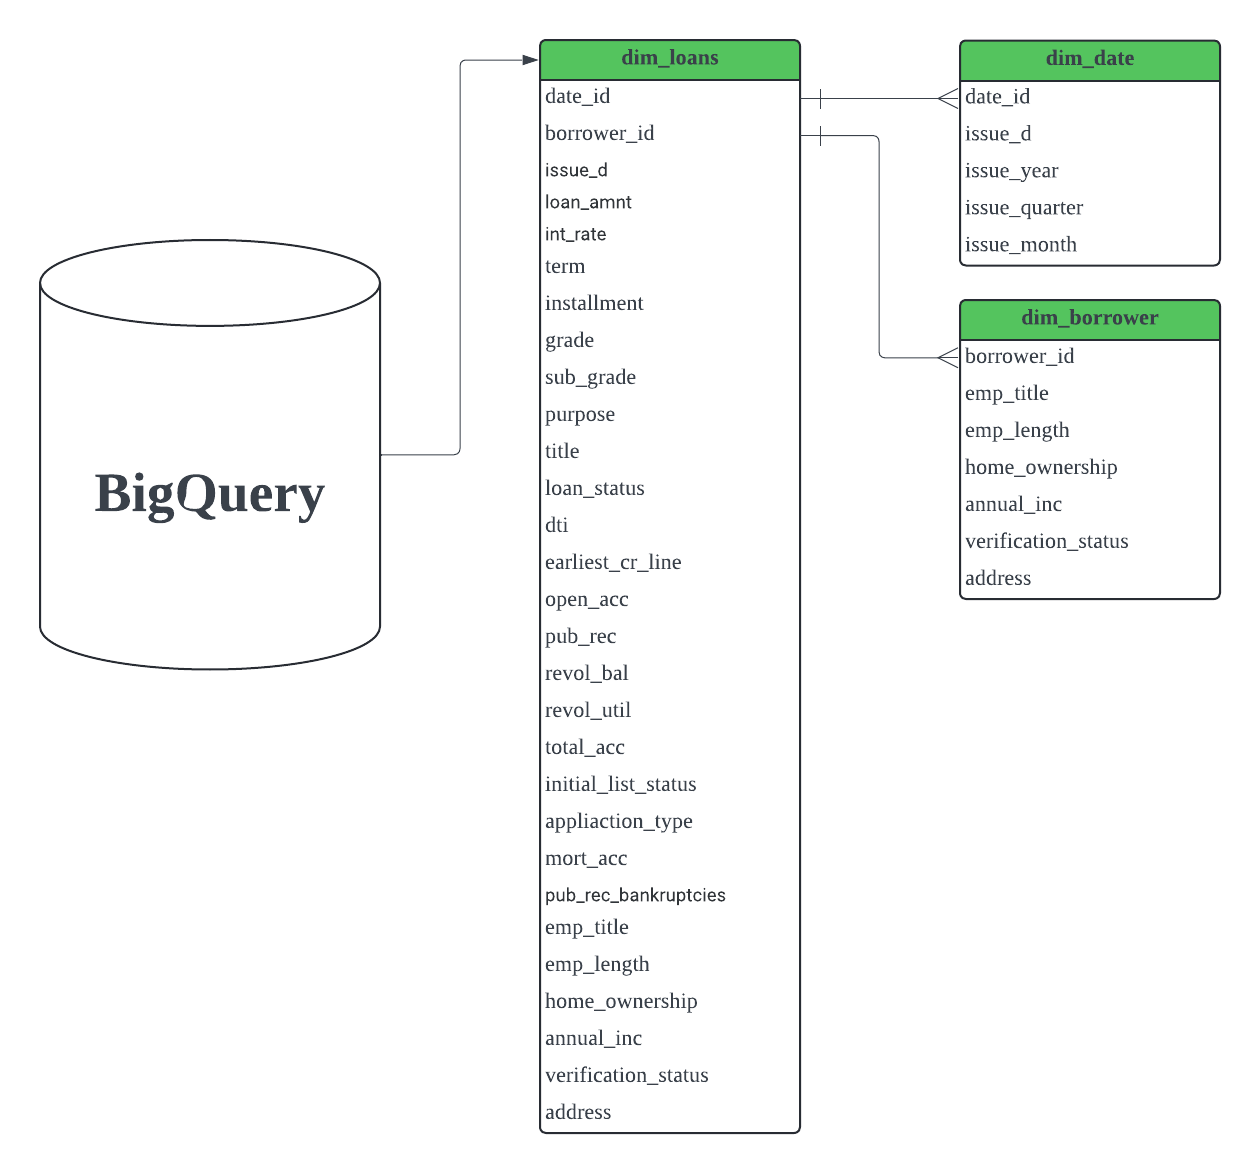 BigQuery
dim_loans
date_id
borrower_id
issue_d
loan_amnt
int_rate
term
installment
grade
sub_grade
purpose
title
loan_status
dti
earliest_cr_line
open_acc
pub_rec
revol_bal
revol_util
total_acc
initial_list_status
appliaction_type
mort_acc
pub_rec_bankruptcies
emp_title
emp_length
home_ownership
annual_inc
verification_status
address
dim_date
date_id
issue_d
issue_year
issue_quarter
issue_month
dim_borrower
borrower_id
emp_title
emp_length
home_ownership
annual_inc
verification_status
address